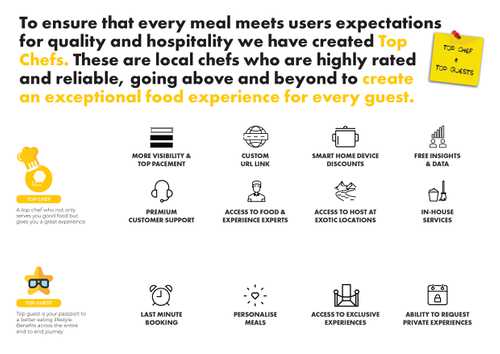 To ensure that every meal meets users expectations
for quality and hospitality we have created Top
Chefs. These are local chefs who are highly rated
and reliable, going above and beyond to create
an exceptional food experience for every guest.
TOP CHEF
&
TOP GUESTS
MORE VISIBILITY &
TOP PACEMENT
CUSTOM
URL LINK
SMART HOME DEVICE
DISCOUNTS
FREE INSIGHTS
& DATA
TOP CHEF
A top chef who not only
serves you good food but
gives you a great experience
PREMIUM
CUSTOMER SUPPORT
ACCESS TO FOOD &
EXPERIENCE EXPERTS
ACCESS TO HOST AT
EXOTIC LOCATIONS
IN-HOUSE
SERVICES
TOP GUEST
Top guest is your passport to
a better eating lifestyle.
Benefits across the entire
end to end journey
LAST MINUTE
BOOKING
PERSONALISE
MEALS
ACCESS TO EXCLUSIVE
EXPERIENCES
ABILITY TO REQUEST
PRIVATE EXPERIENCES